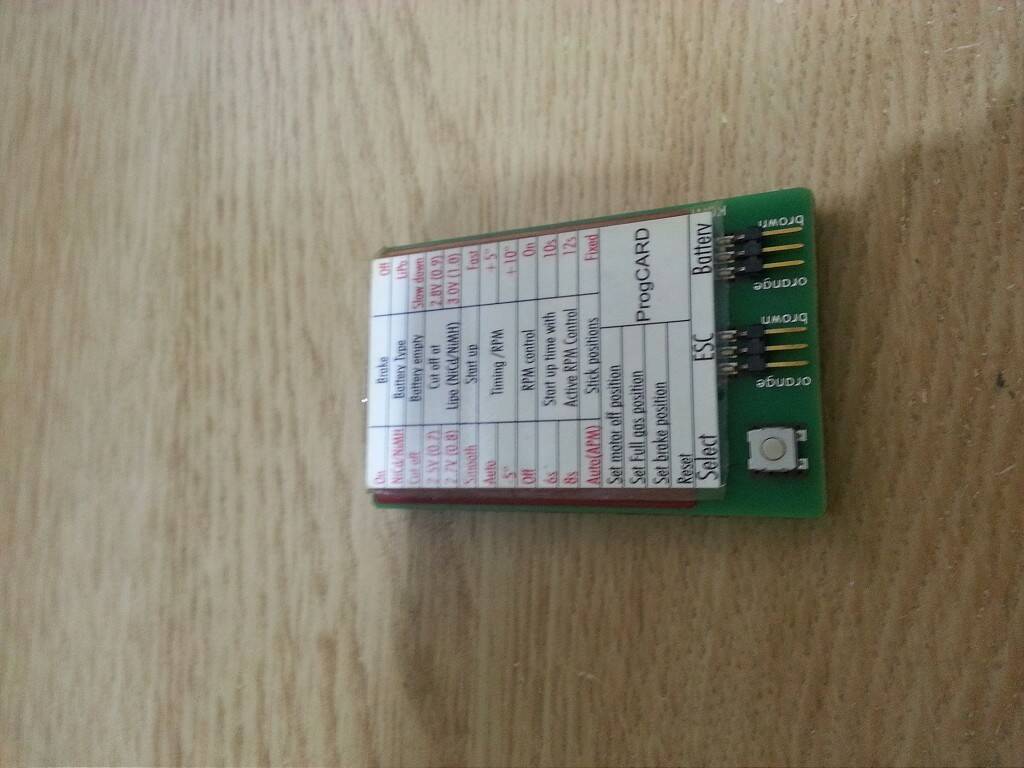 On Brake Off
NiCd/NiMH Battery Type LiPo
Cut off Battery empty Slow down
2.5V (0.7) Cut off at 2.8V (0.9)
2.7V (0.8) Lipo (NiCd/NiMH) 3.0V (1.0)
Smooth Start up Fast
Auto Timing /RPM + 5°
5° + 10°
Off RPM control On
6s Start up time with 10s
8s Active RPM Control 12s
Auto(APM) Stick positions Fixed
Set motor off position
Set Full gas position
Set brake position
ProgCARD
Reset
Select ESC Battery
orange brown
orange brown